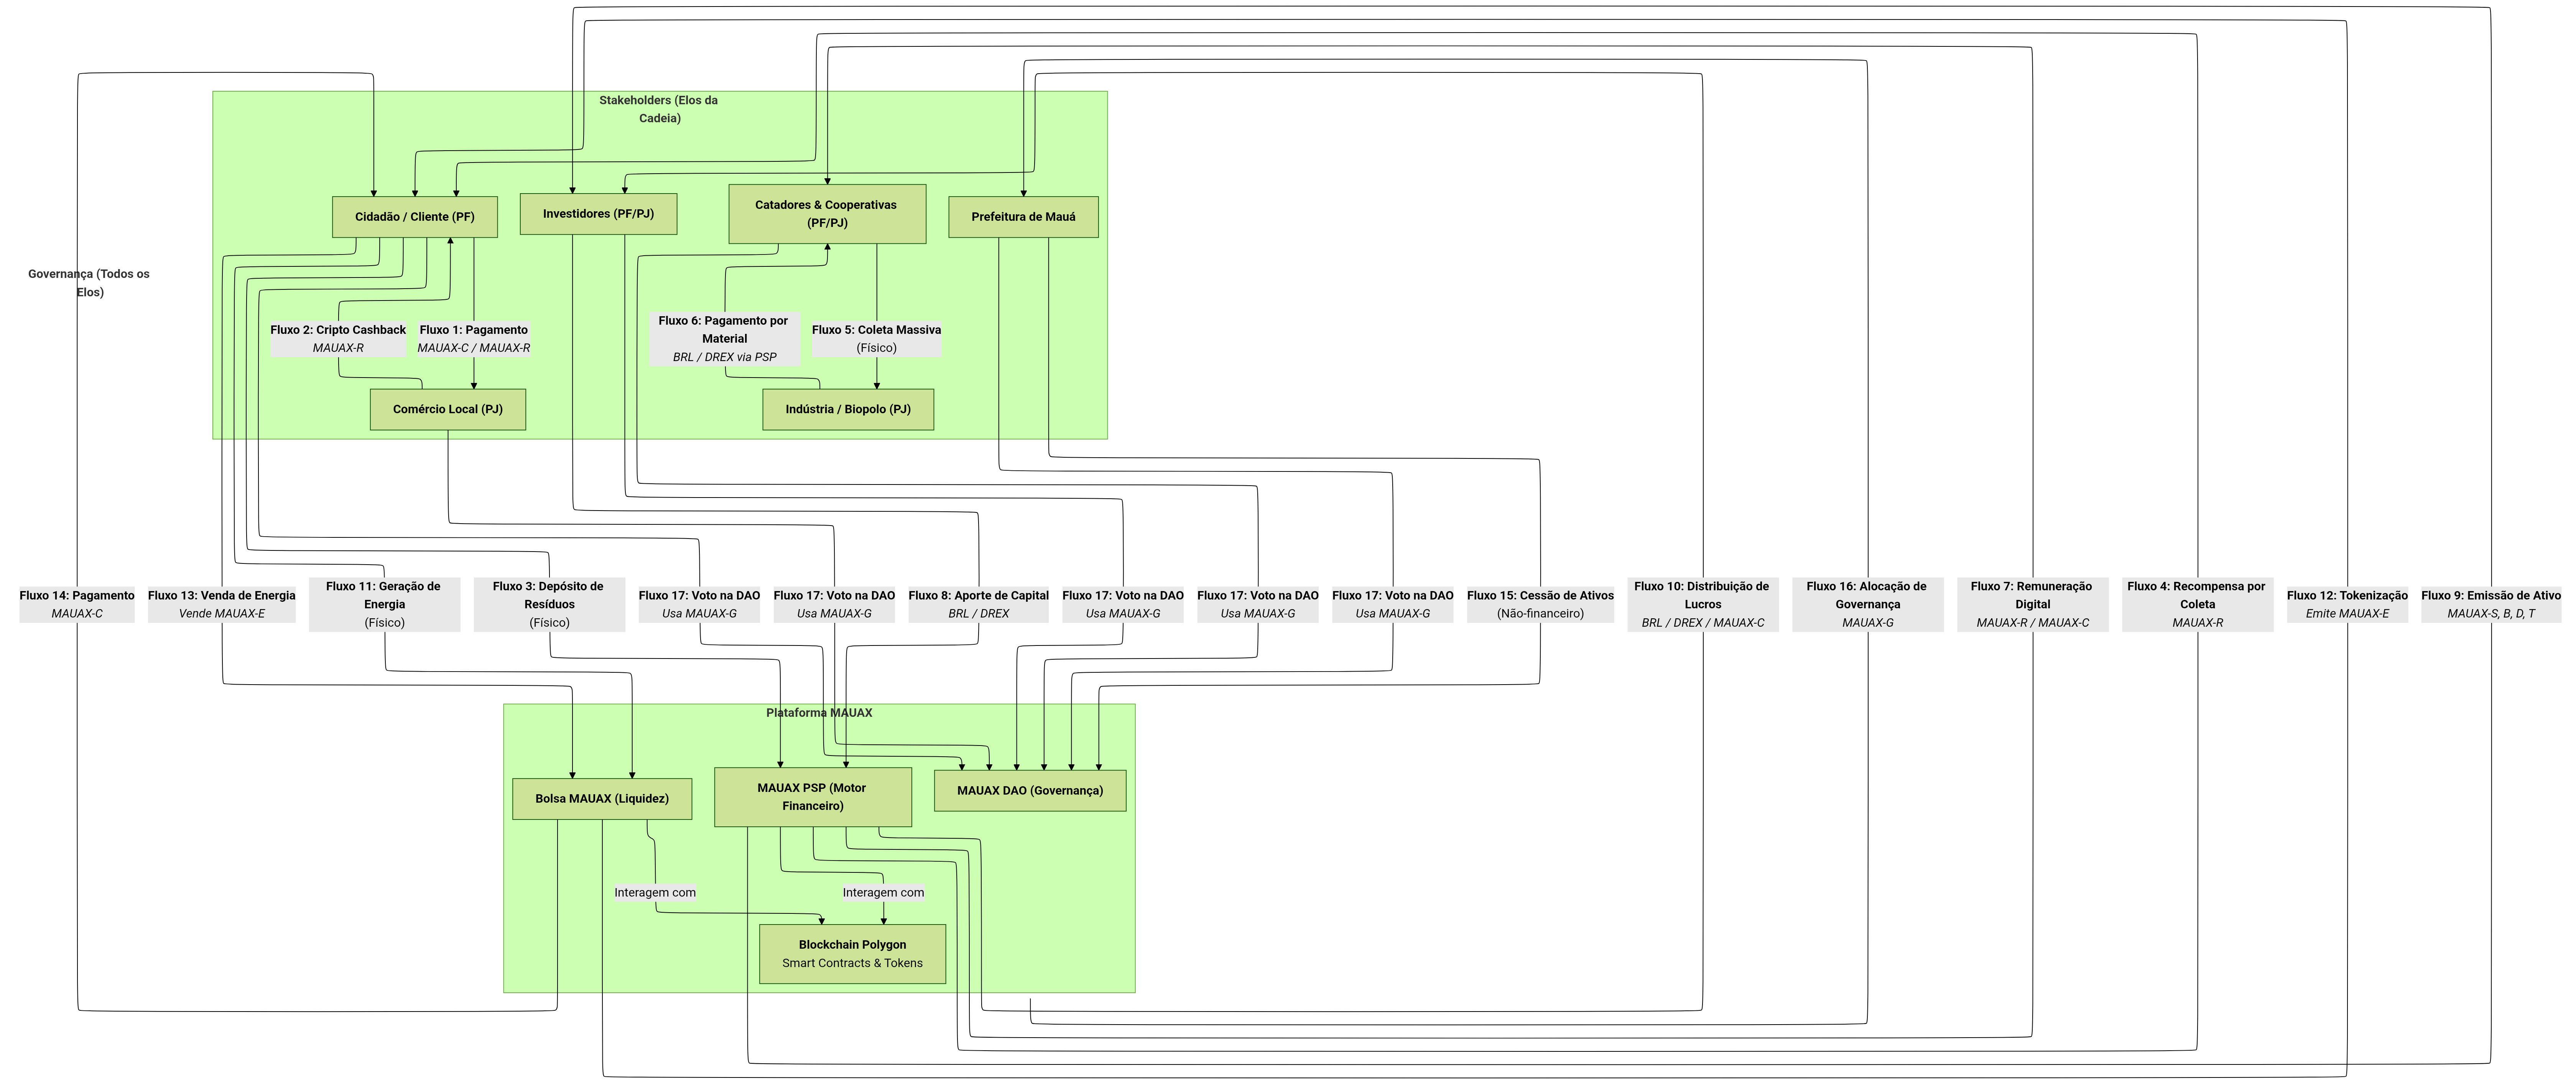 Stakeholders (Elos da
Cadeia)
Cidadão / Cliente (PF)
Investidores (PF/PJ)
Catadores & Cooperativas
(PF/PJ)
Prefeitura de Mauá
Governança (Todos os
Elos)
Fluxo 2: Cripto Cashback
MAUAX-R
Fluxo 1: Pagamento
MAUAX-C / MAUAX-R
Fluxo 6: Pagamento por
Material
BRL / DREX via PSP
Fluxo 5: Coleta Massiva
(Físico)
Comércio Local (PJ)
Indústria / Biopolo (PJ)
Fluxo 14: Pagamento
MAUAX-C
Fluxo 13: Venda de Energia
Vende MAUAX-E
Fluxo 11: Geração de
Energia
(Físico)
Fluxo 3: Depósito de
Resíduos
(Físico)
Fluxo 17: Voto na DAO
Usa MAUAX-G
Fluxo 17: Voto na DAO
Usa MAUAX-G
Fluxo 8: Aporte de Capital
BRL / DREX
Fluxo 17: Voto na DAO
Usa MAUAX-G
Fluxo 17: Voto na DAO
Usa MAUAX-G
Fluxo 17: Voto na DAO
Usa MAUAX-G
Fluxo 15: Cessão de Ativos
(Não-financeiro)
Fluxo 10: Distribuição de
Lucros
BRL / DREX / MAUAX-C
Fluxo 16: Alocação de
Governança
MAUAX-G
Fluxo 7: Remuneração
Digital
MAUAX-R / MAUAX-C
Fluxo 4: Recompensa por
Coleta
MAUAX-R
Fluxo 12: Tokenização
Emite MAUAX-E
Fluxo 9: Emissão de Ativo
MAUAX-S, B, D, T
Plataforma MAUAX
Bolsa MAUAX (Liquidez)
MAUAX PSP (Motor
Financeiro)
MAUAX DAO (Governança)
Interagem com
Interagem com
Blockchain Polygon
Smart Contracts & Tokens